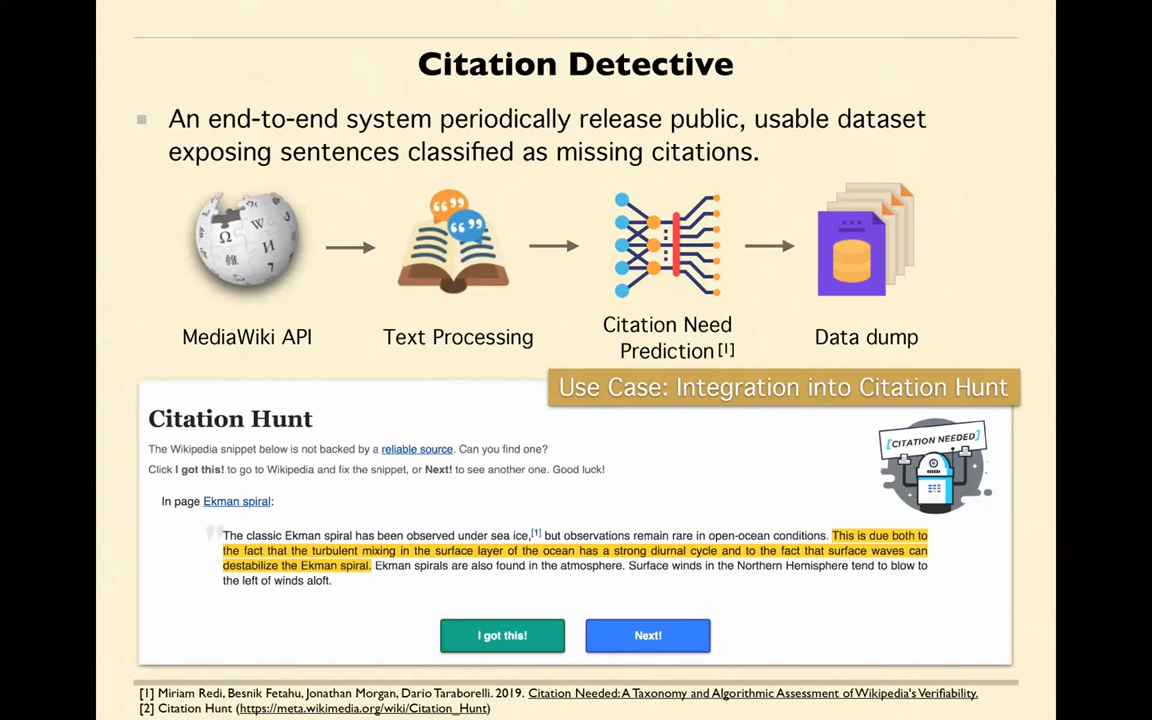 Citation Detective
An end-to-end system periodically release public, usable dataset
exposing sentences classified as missing citations.
MediaWiki API
Text Processing
Citation Need
Prediction [1]
Data dump
Use Case: Integration into Citation Hunt
Citation Hunt
The Wikipedia snippet below is not backed by a reliable source. Can you find one?
Click I got this! to go to Wikipedia and fix the snippet, or Next! to see another one. Good luck!
[CITATION NEEDED]
In page Ekman spiral:
The classic Ekman spiral has been observed under sea ice,[1] but observations remain rare in open-ocean conditions. This is due both to
the fact that the turbulent mixing in the surface layer of the ocean has a strong diurnal cycle and to the fact that surface waves can
destabilize the Ekman spiral. Ekman spirals are also found in the atmosphere. Surface winds in the Northern Hemisphere tend to blow to
the left of winds aloft.
I got this!
Next!
[1] Miriam Redi, Besnik Fetahu, Jonathan Morgan, Dario Taraborelli. 2019. Citation Needed: A Taxonomy and Algorithmic Assessment of Wikipedia's Verifiability.
[2] Citation Hunt (https://meta.wikimedia.org/wiki/Citation_Hunt)